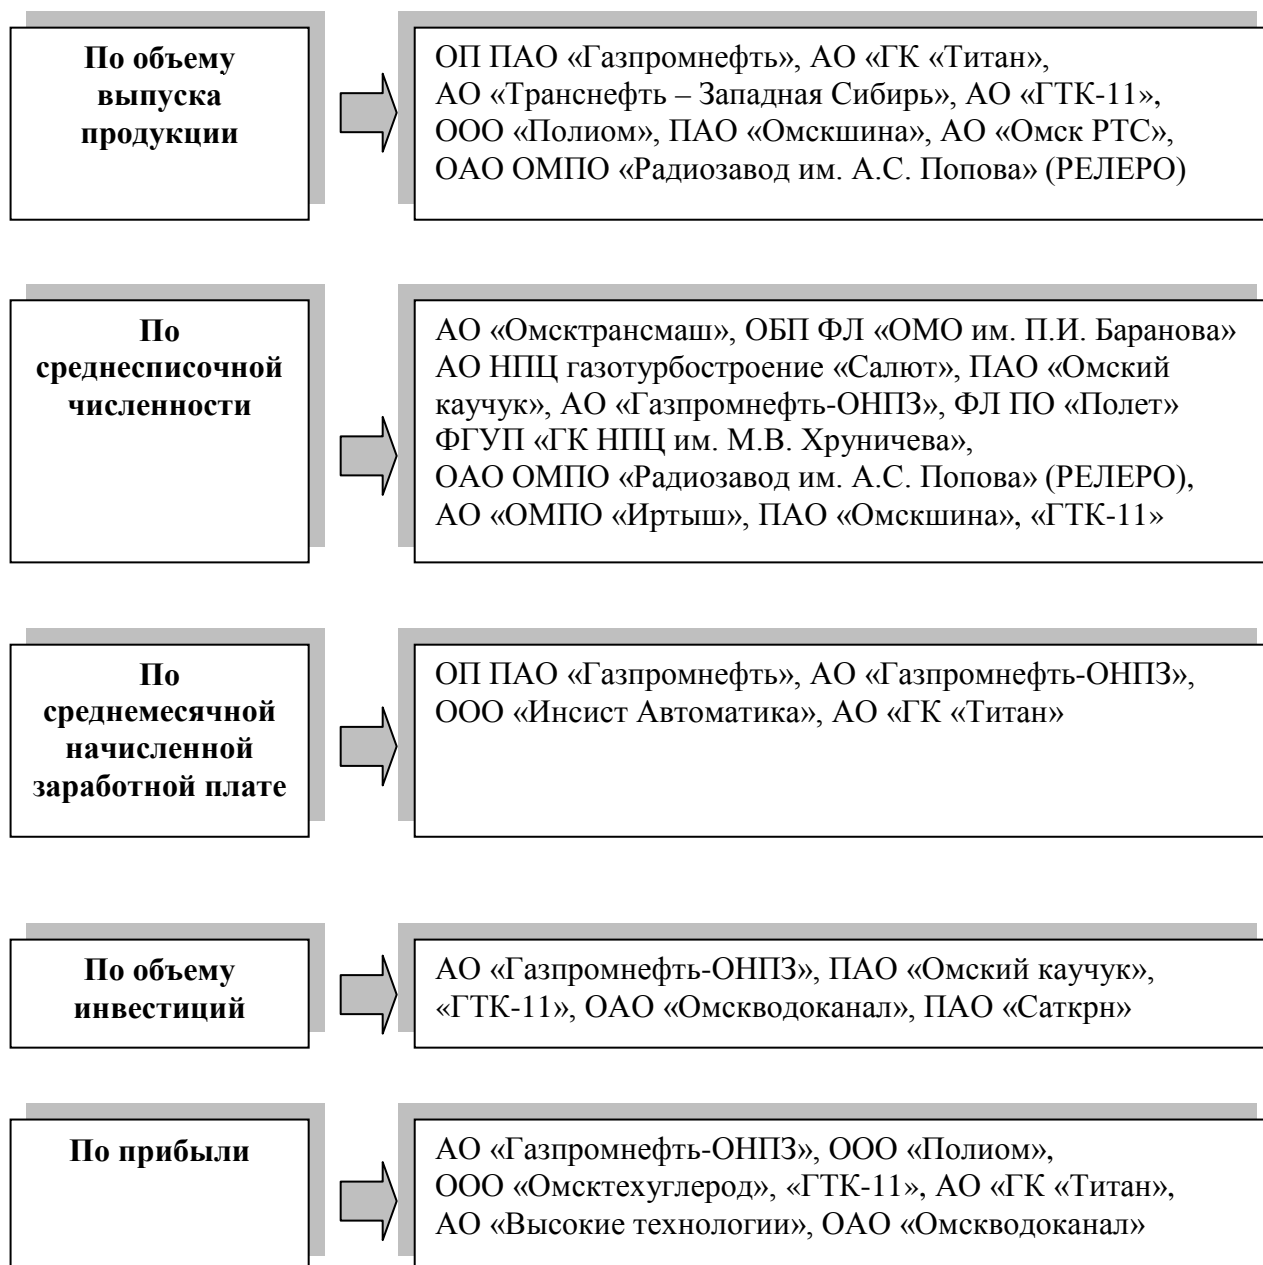 По объему
выпуска
продукции
ОП ПАО «Газпромнефть», АО «ГК «Титан»,
АО «Транснефть – Западная Сибирь», АО «ГТК-11»,
ООО «Полиом», ПАО «Омскшина», АО «Омск РТС»,
ОАО ОМПО «Радиозавод им. А.С. Попова» (РЕЛЕРО)
По
среднесписочной
численности
АО «Омсктрансмаш», ОБП ФЛ «ОМО им. П.И. Баранова»
АО НПЦ газотурбостроение «Салют», ПАО «Омский
каучук», АО «Газпромнефть-ОНПЗ», ФЛ ПО «Полет»
ФГУП «ГК НПЦ им. М.В. Хруничева»,
ОАО ОМПО «Радиозавод им. А.С. Попова» (РЕЛЕРО),
АО «ОМПО «Иртыш», ПАО «Омскшина», «ГТК-11»
По
среднемесячной
начисленной
заработной плате
ОП ПАО «Газпромнефть», АО «Газпромнефть-ОНПЗ»,
ООО «Инсист Автоматика», АО «ГК «Титан»
По объему
инвестиций
АО «Газпромнефть-ОНПЗ», ПАО «Омский каучук»,
«ГТК-11», ОАО «Омскводоканал», ПАО «Саткрн»
По прибыли
АО «Газпромнефть-ОНПЗ», ООО «Полиом»,
ООО «Омсктехуглерод», «ГТК-11», АО «ГК «Титан»,
АО «Высокие технологии», ОАО «Омскводоканал»